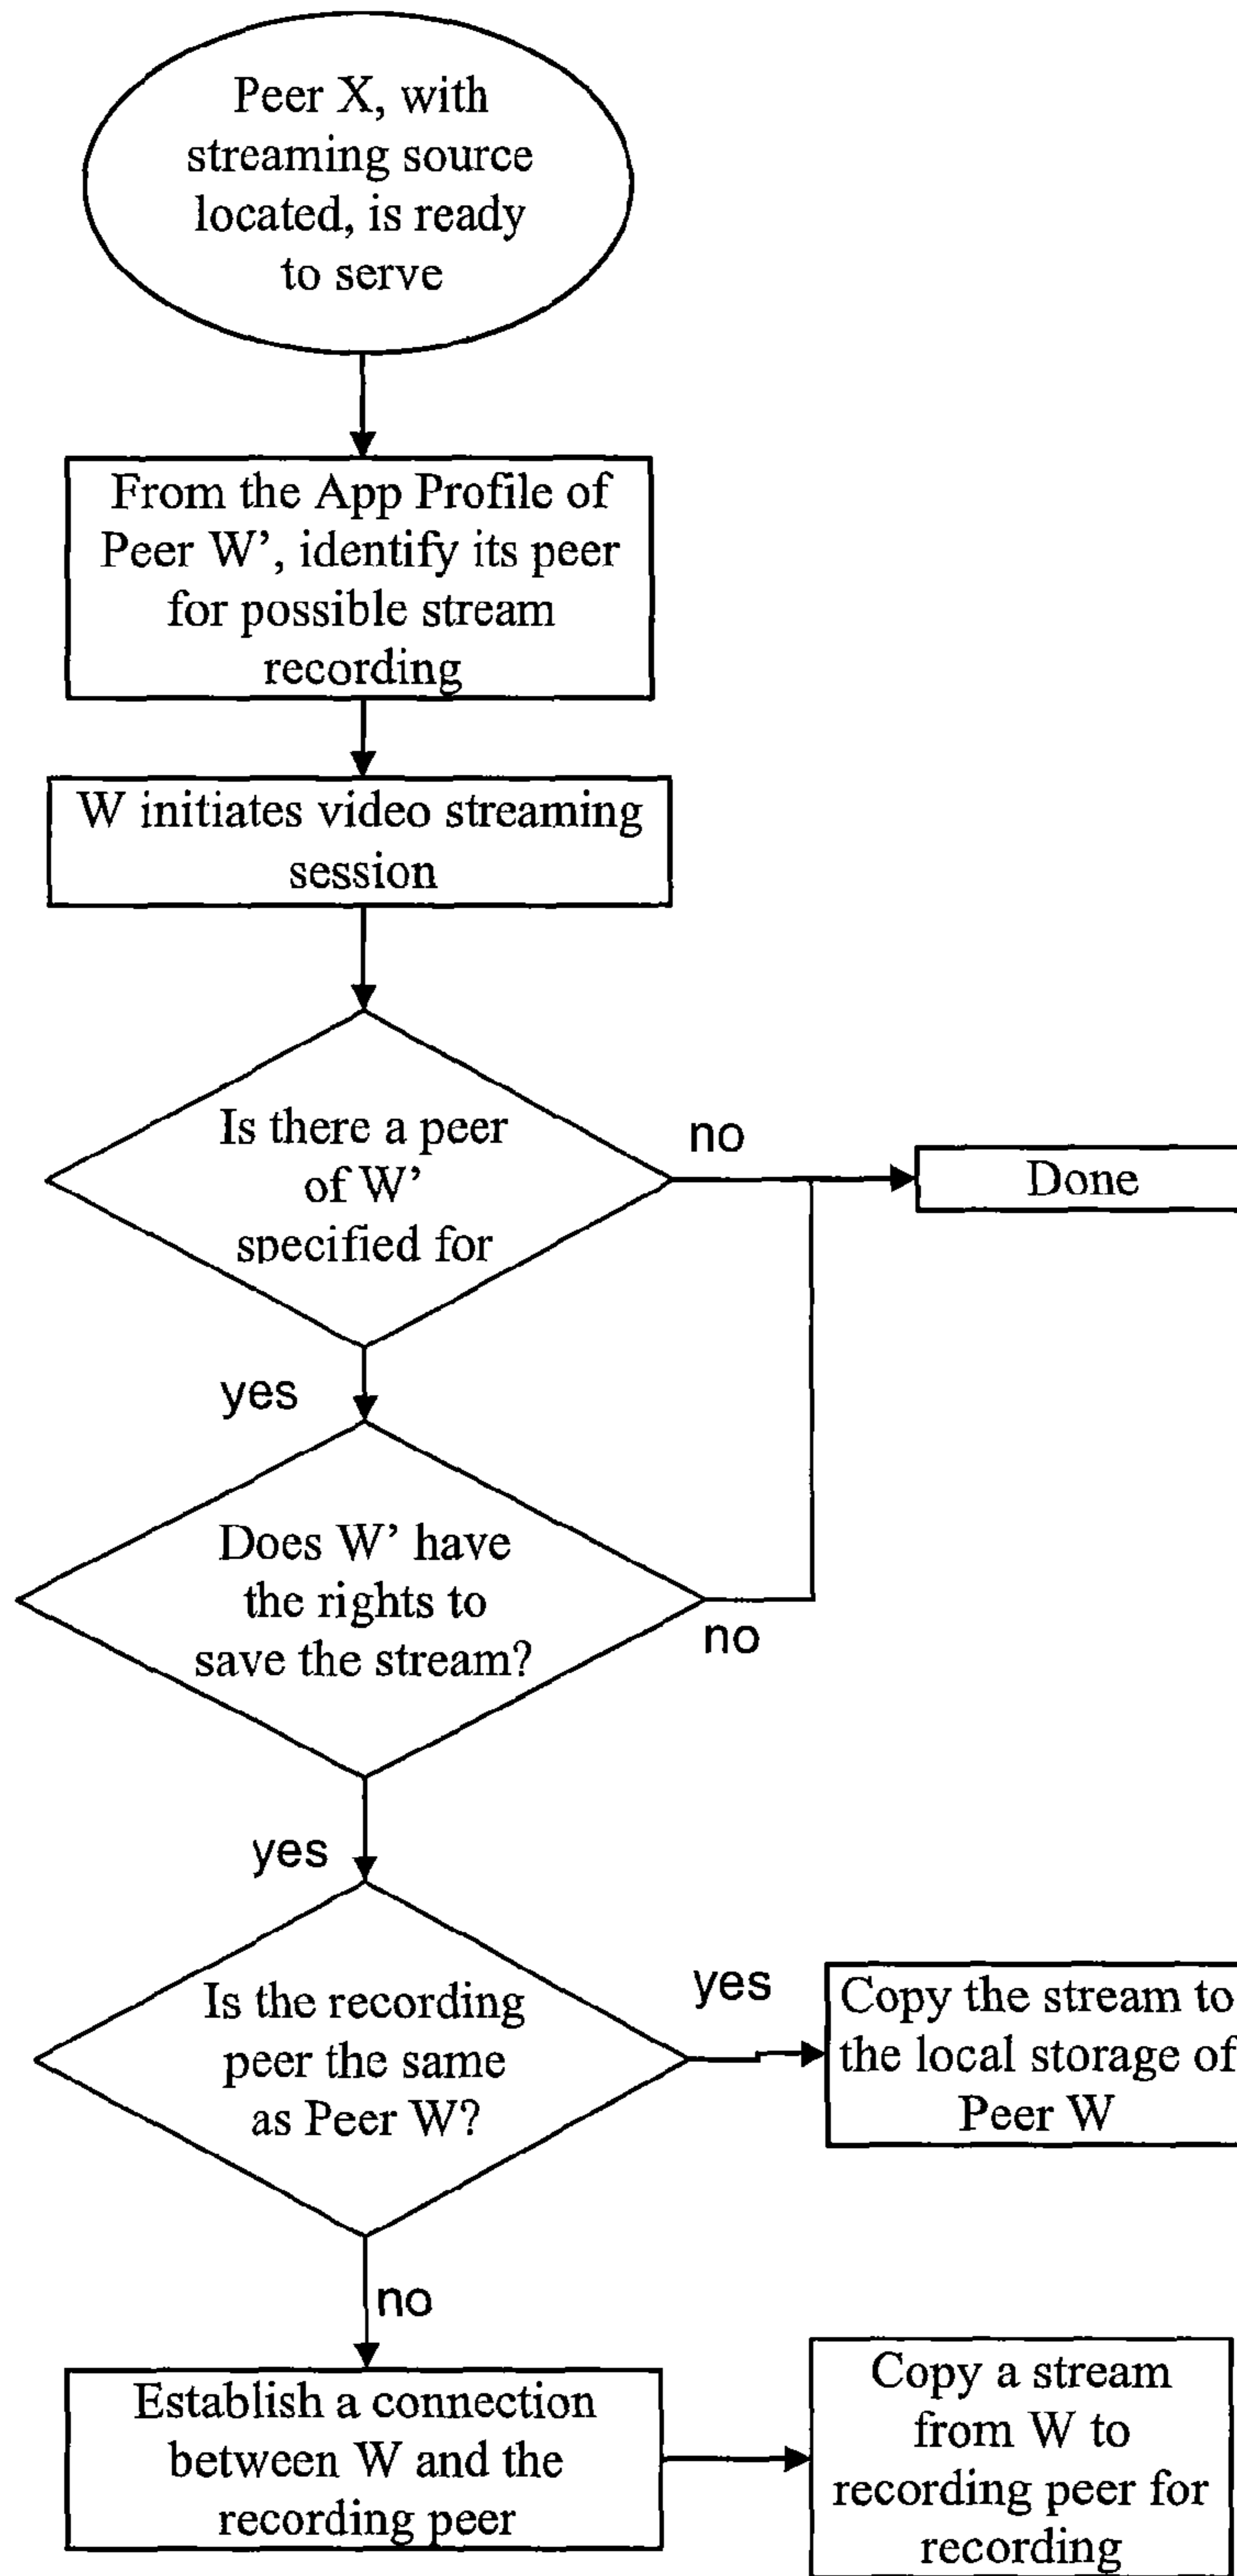 Peer X, with
streaming source
located, is ready
to serve
From the App Profile of
Peer W’, identify its peer
for possible stream
recording
W initiates video streaming
session
Is there a peer
of W’
specified for
no
Done
yes
Does W’ have
the rights to
save the stream?
no
yes
Is the recording
peer the same
as Peer W?
yes
Copy the stream to
the local storage of
Peer W
no
Establish a connection
between W and the
recording peer
Copy a stream
from W to
recording peer for
recording